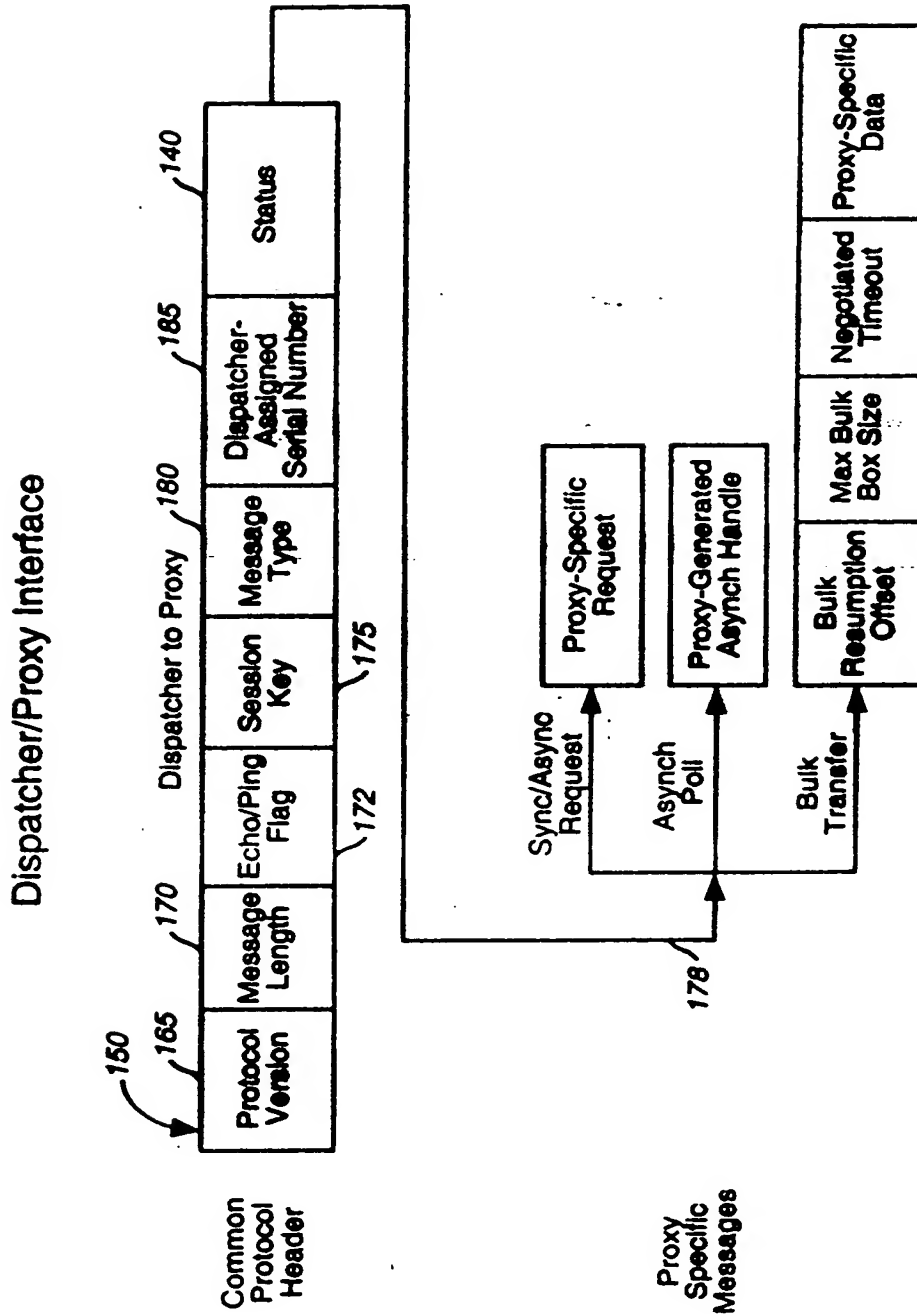 Dispatcher/Proxy Interface
Dispatcher to Proxy
150
165
170
180
185
140
Common
Protocol
Header
Protocol
Version
Message
Length
Echo/Ping
Flag
Session
Key
Message
Type
Dispatcher-
Assigned
Serial Number
Status
172
175
178
Proxy
Specific
Messages
Sync/Async
Request
Proxy-Specific
Request
Asynch
Poll
Proxy-Generated
Asynch Handle
Bulk
Transfer
Bulk
Resumption
Offset
Max Bulk
Box Size
Negotiated
Timeout
Proxy-Specific
Data